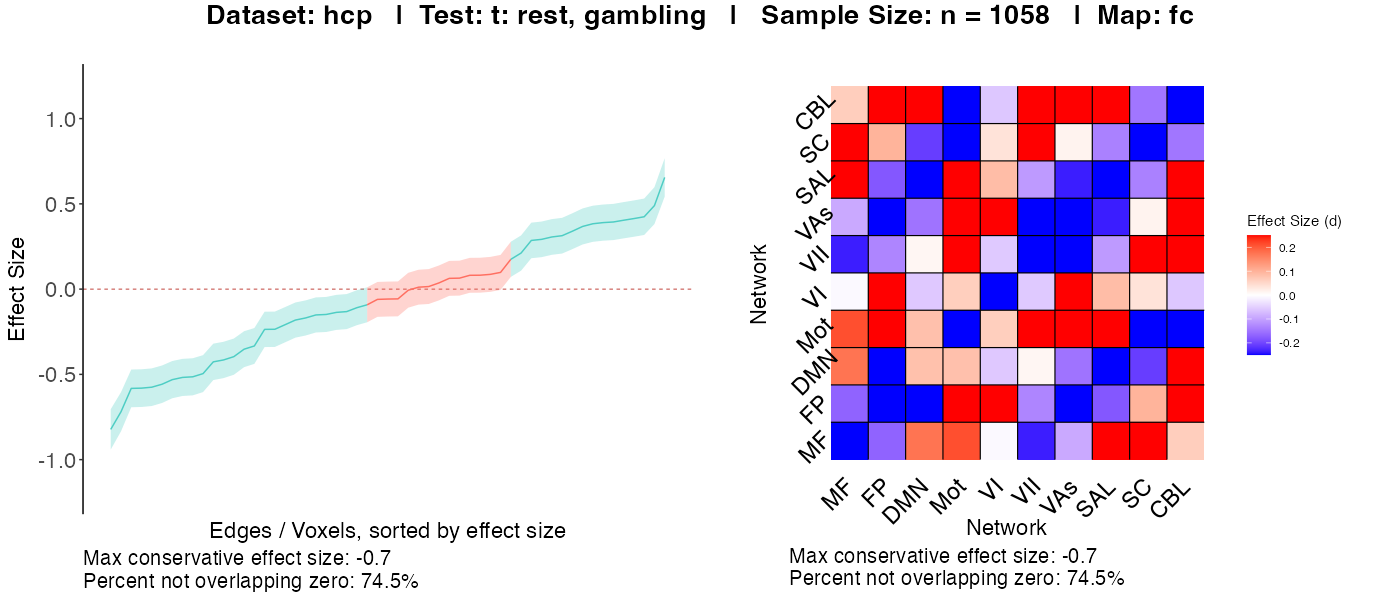 Dataset: hcp | Test: t: rest, gambling | Sample Size: n = 1058 | Map: fc
Effect Size
1.0
0.5
0.0
-0.5
-1.0
Edges / Voxels, sorted by effect size
Max conservative effect size: -0.7
Percent not overlapping zero: 74.5%
Network
CBL
SC
SAL
VAs
VII
VI
Mot
DMN
FP
MF
MF
FP
DMN
Mot
VI
VII
VAs
SAL
SC
CBL
Network
Max conservative effect size: -0.7
Percent not overlapping zero: 74.5%
Effect Size (d)
0.2
0.1
0.0
-0.1
-0.2